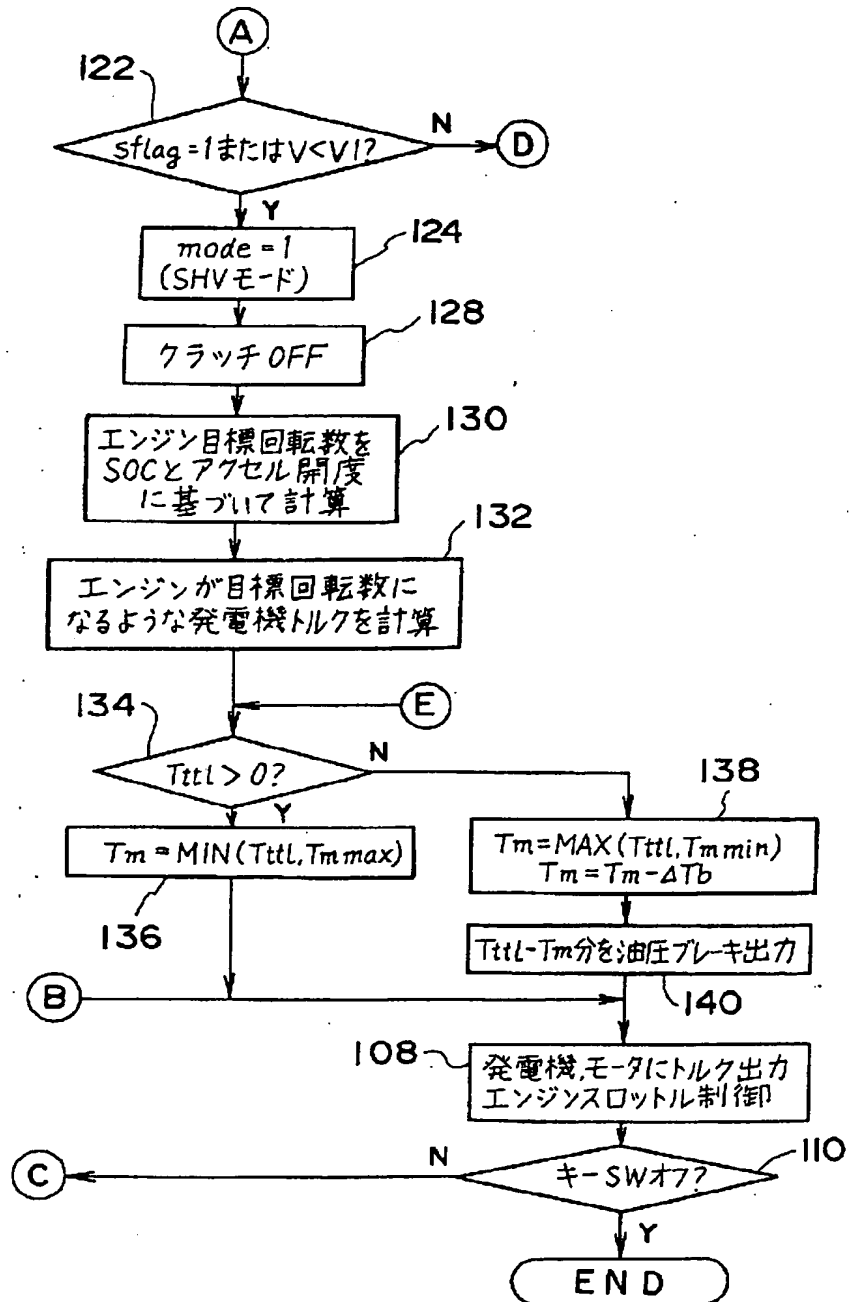 A
122
sflag=1またはV<V1?
N
D
Y
mode=1
(SHVモード)
124
クラッチOFF
128
エンジン目標回転数を
SOCとアクセル開度
に基づいて計算
130
132
エンジンが目標回転数に
なるような発電機トルクを計算
E
134
Tttl>0?
N
Y
138
Tm=MIN(Tttl,Tmmax)
136
Tm=MAX(Tttl,Tmmin)
Tm=Tm-ΔTb
Tttl-Tm分を油圧ブレーキ出力
140
B
108
発電機,モータにトルク出力
エンジンスロットル制御
C
N
キーSWオフ?
110
Y
END